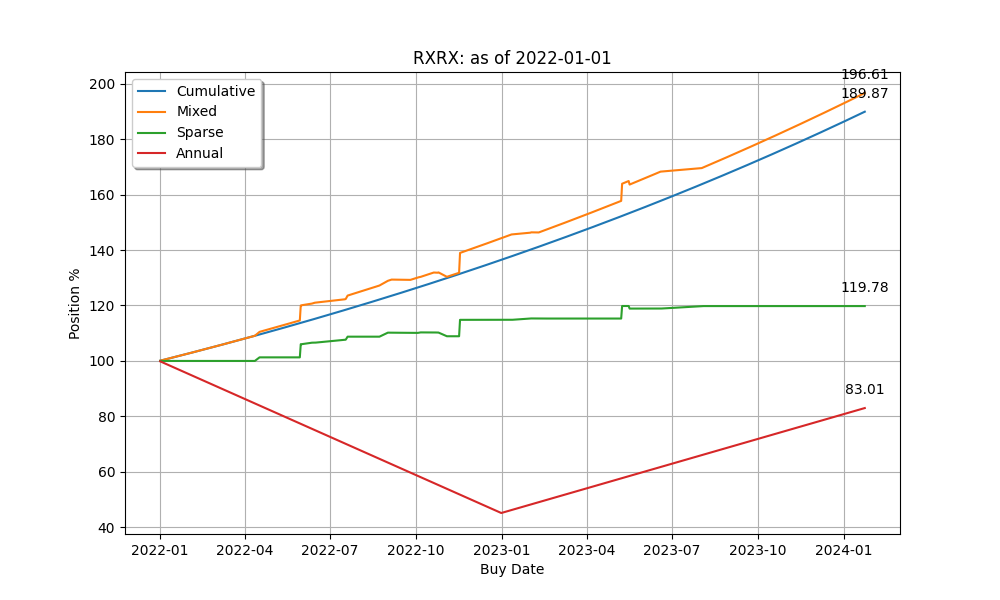 RXRX: as of 2022-01-01
196.61
200
Cumulative
189.87
Mixed
Sparse
180
Annual
160
140
119.78
120
Position %
100
83.01
80
60
40
2022-01 2022-04 2022-07 2022-10 2023-01 2023-04 2023-07 2023-10 2024-01
Buy Date